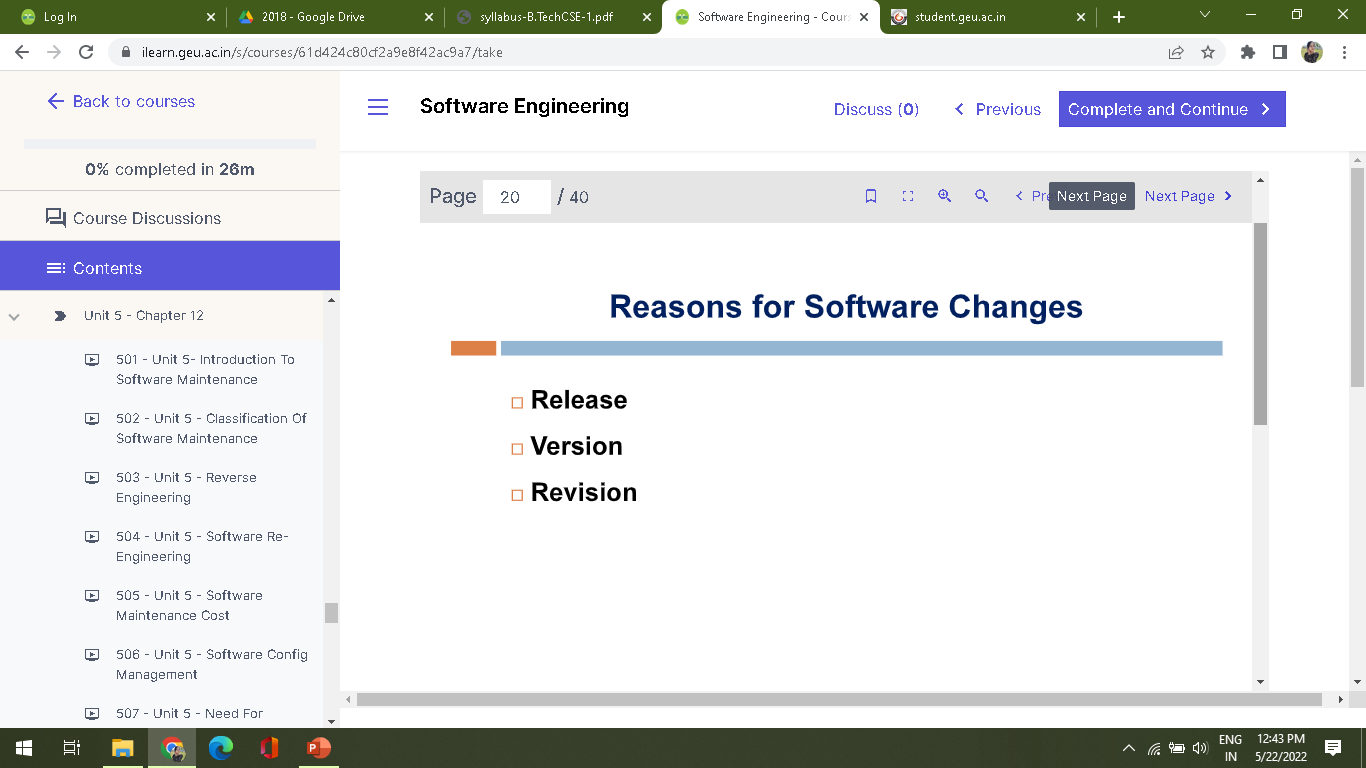 Log In
2018 - Google Drive
syllabus-B.TechCSE-1.pdf
Software Engineering - Cour
student.geu.ac.in
ilearn.geu.ac.in/s/courses/61d424c80cf2a9e8f42ac9a7/take
Back to courses
0% completed in 26m
Course Discussions
Contents
Unit 5 - Chapter 12
501 - Unit 5- Introduction To
Software Maintenance
502 - Unit 5 - Classification Of
Software Maintenance
503 - Unit 5 - Reverse
Engineering
504 - Unit 5 - Software Re-
Engineering
505 - Unit 5 - Software
Maintenance Cost
506 - Unit 5 - Software Config
Management
507 - Unit 5 - Need For
Software Engineering
Discuss (0)
Previous
Complete and Continue
Page 20 / 40
Pre
Next Page
Next Page
Reasons for Software Changes
Release
Version
Revision
ENG
IN
12:43 PM
5/22/2022